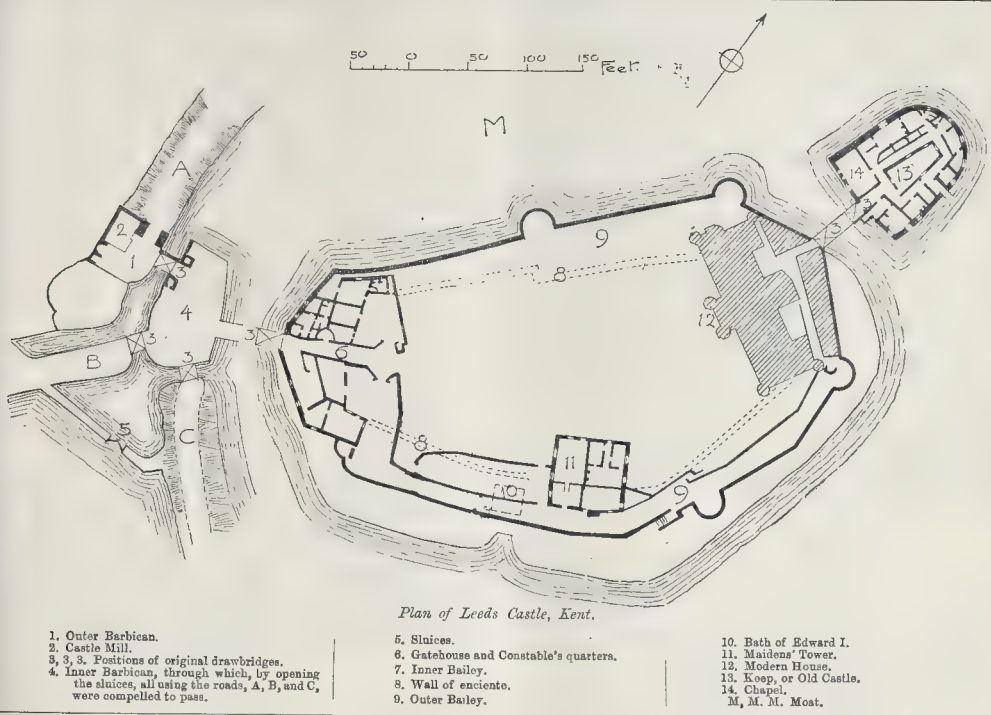 50 0 50 100 150 Feet.
M
A
2
1
3
4
3
B
3
3
5
C
6
8
9
8
10
11
9
12
3
3
14
13
Plan of Leeds Castle, Kent.
1. Outer Barbican.
2. Castle Mill.
3, 3, 3. Positions of original drawbridges.
4. Inner Barbican, through which, by opening
the sluices, all using the roads, A, B, and C,
were compelled to pass.
5. Sluices.
6. Gatehouse and Constable's quarters.
7. Inner Bailey.
8. Wall of enciente.
9. Outer Bailey.
10. Bath of Edward I.
11. Maidens' Tower.
12. Modern House.
13. Keep, or Old Castle.
14. Chapel.
M, M. M. Moat.